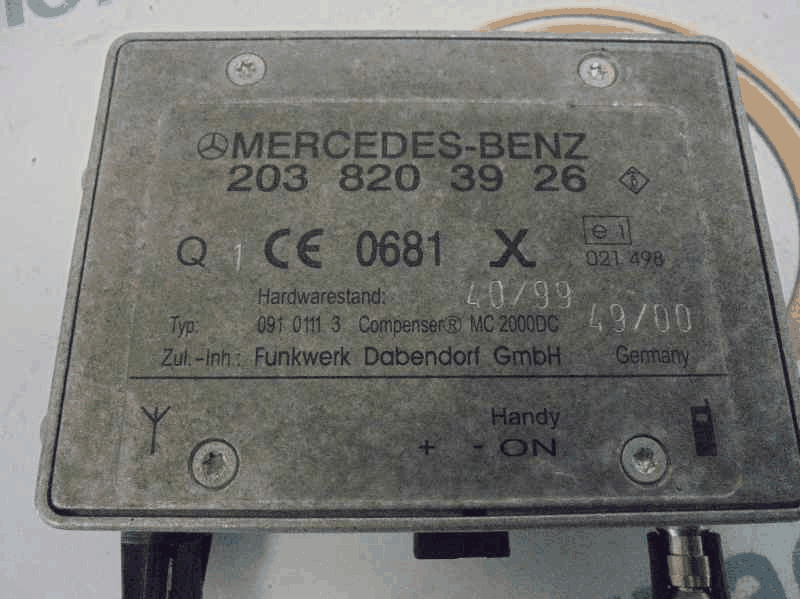 MERCEDES-BENZ
203 820 39 26
Q 1 CE 0681 X
e 1
021 498
Hardwarestand: 40/99
Typ: 091 0111 3 Compenser® MC 2000DC 49/00
Zul.-Inh.: Funkwerk Dabendorf GmbH Germany
Handy
+ - ON